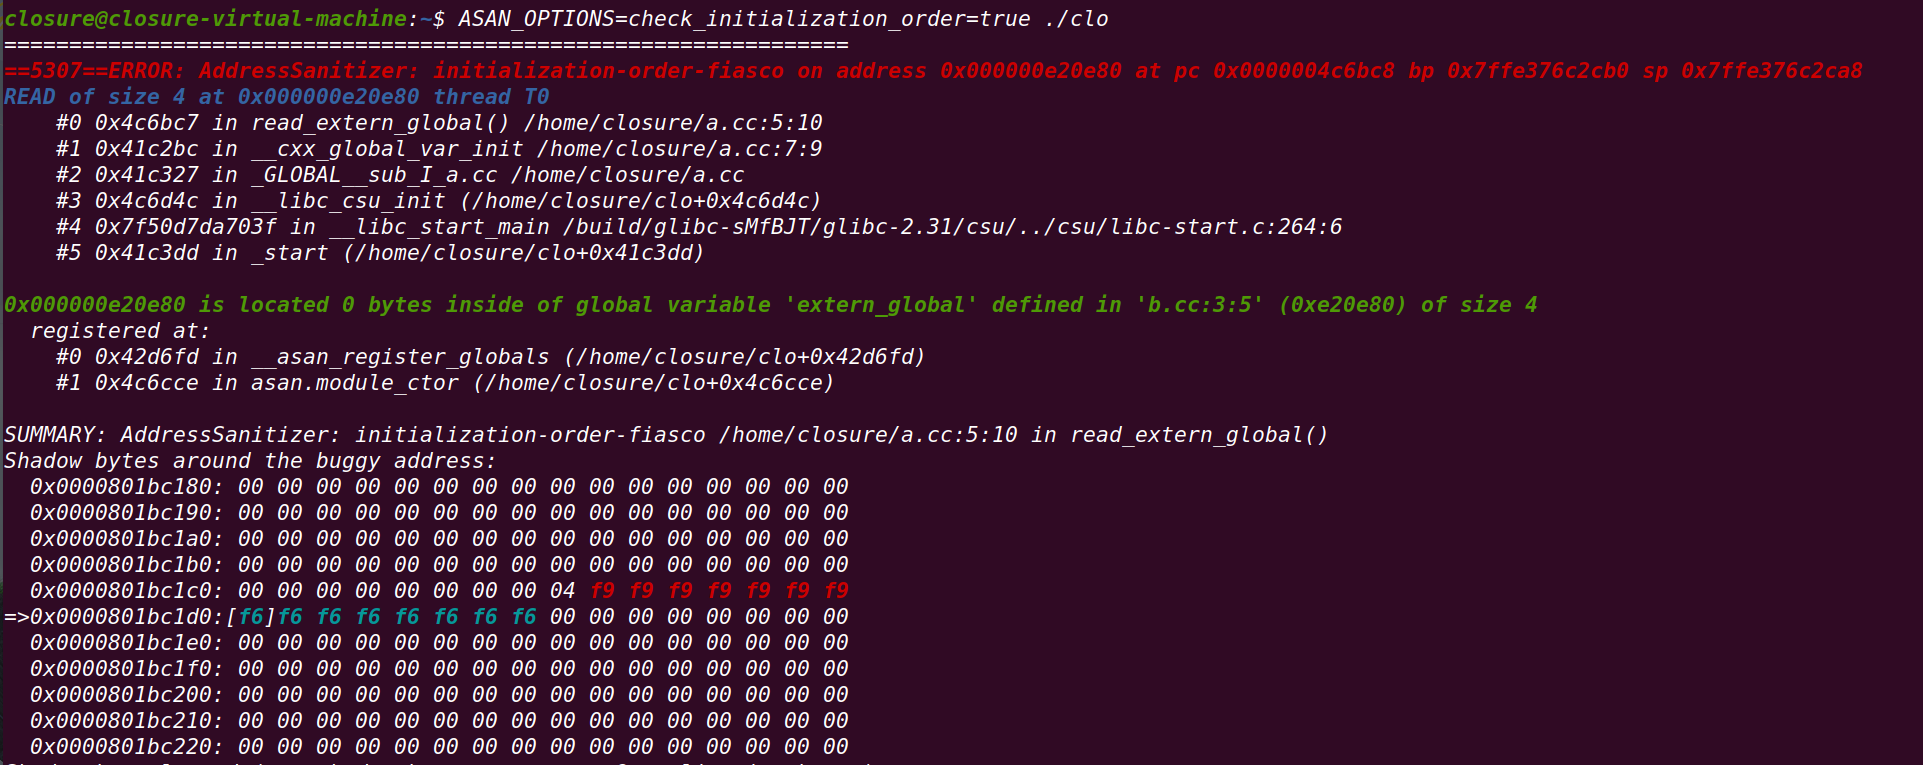 closure@closure-virtual-machine:~$ ASAN_OPTIONS=check_initialization_order=true ./clo
=================================================================
==5307==ERROR: AddressSanitizer: initialization-order-fiasco on address 0x000000e20e80 at pc 0x0000004c6bc8 bp 0x7ffe376c2cb0 sp 0x7ffe376c2ca8
READ of size 4 at 0x000000e20e80 thread T0
    #0 0x4c6bc7 in read_extern_global() /home/closure/a.cc:5:10
    #1 0x41c2bc in __cxx_global_var_init /home/closure/a.cc:7:9
    #2 0x41c327 in _GLOBAL__sub_I_a.cc /home/closure/a.cc
    #3 0x4c6d4c in __libc_csu_init (/home/closure/clo+0x4c6d4c)
    #4 0x7f50d7da703f in __libc_start_main /build/glibc-sMfBJT/glibc-2.31/csu/../csu/libc-start.c:264:6
    #5 0x41c3dd in _start (/home/closure/clo+0x41c3dd)

0x000000e20e80 is located 0 bytes inside of global variable 'extern_global' defined in 'b.cc:3:5' (0xe20e80) of size 4
  registered at:
    #0 0x42d6fd in __asan_register_globals (/home/closure/clo+0x42d6fd)
    #1 0x4c6cce in asan.module_ctor (/home/closure/clo+0x4c6cce)

SUMMARY: AddressSanitizer: initialization-order-fiasco /home/closure/a.cc:5:10 in read_extern_global()
Shadow bytes around the buggy address:
  0x0000801bc180: 00 00 00 00 00 00 00 00 00 00 00 00 00 00 00 00
  0x0000801bc190: 00 00 00 00 00 00 00 00 00 00 00 00 00 00 00 00
  0x0000801bc1a0: 00 00 00 00 00 00 00 00 00 00 00 00 00 00 00 00
  0x0000801bc1b0: 00 00 00 00 00 00 00 00 00 00 00 00 00 00 00 00
  0x0000801bc1c0: 00 00 00 00 00 00 00 00 04 f9 f9 f9 f9 f9 f9 f9
=>0x0000801bc1d0:[f6]f6 f6 f6 f6 f6 f6 f6 00 00 00 00 00 00 00 00
  0x0000801bc1e0: 00 00 00 00 00 00 00 00 00 00 00 00 00 00 00 00
  0x0000801bc1f0: 00 00 00 00 00 00 00 00 00 00 00 00 00 00 00 00
  0x0000801bc200: 00 00 00 00 00 00 00 00 00 00 00 00 00 00 00 00
  0x0000801bc210: 00 00 00 00 00 00 00 00 00 00 00 00 00 00 00 00
  0x0000801bc220: 00 00 00 00 00 00 00 00 00 00 00 00 00 00 00 00